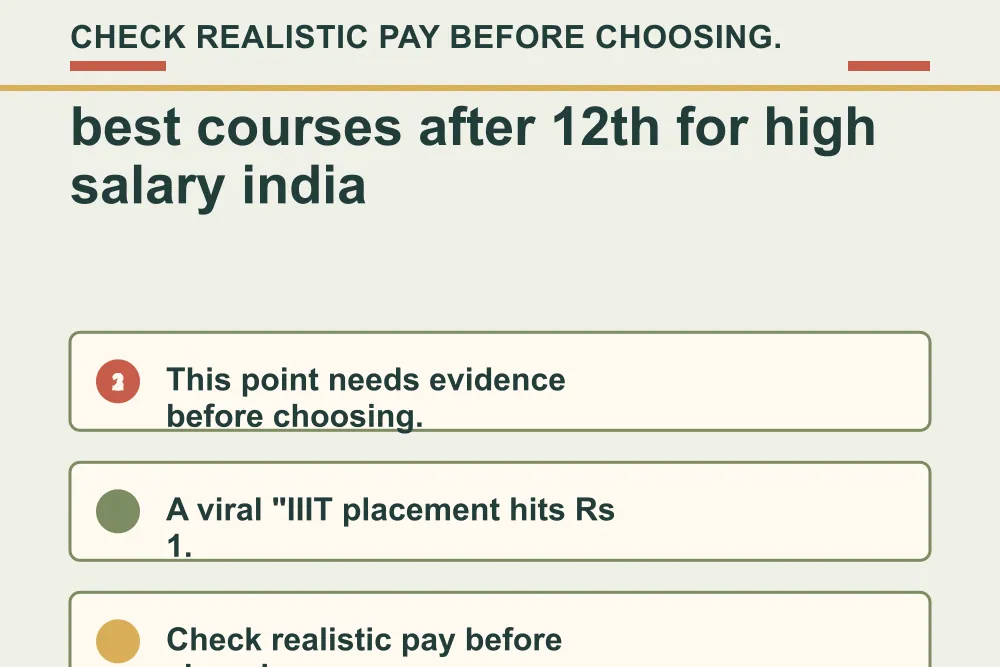 CHECK REALISTIC PAY BEFORE CHOOSING.
best courses after 12th for high
salary india
This point needs evidence
before choosing.
A viral "IIIT placement hits Rs
1.
Check realistic pay before